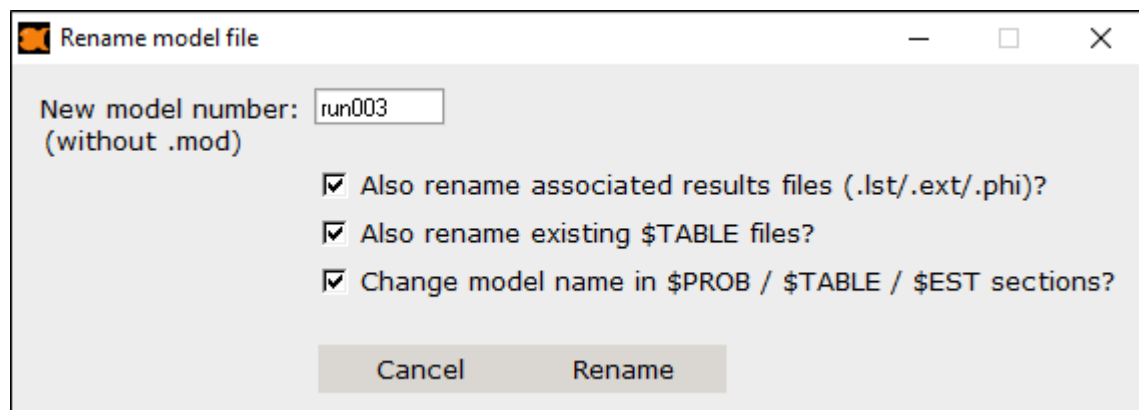 Rename model file
New model number: run003
(without .mod)
Also rename associated results files (.lst/.ext/.phi)?
Also rename existing $TABLE files?
Change model name in $PROB / $TABLE / $EST sections?
Cancel Rename